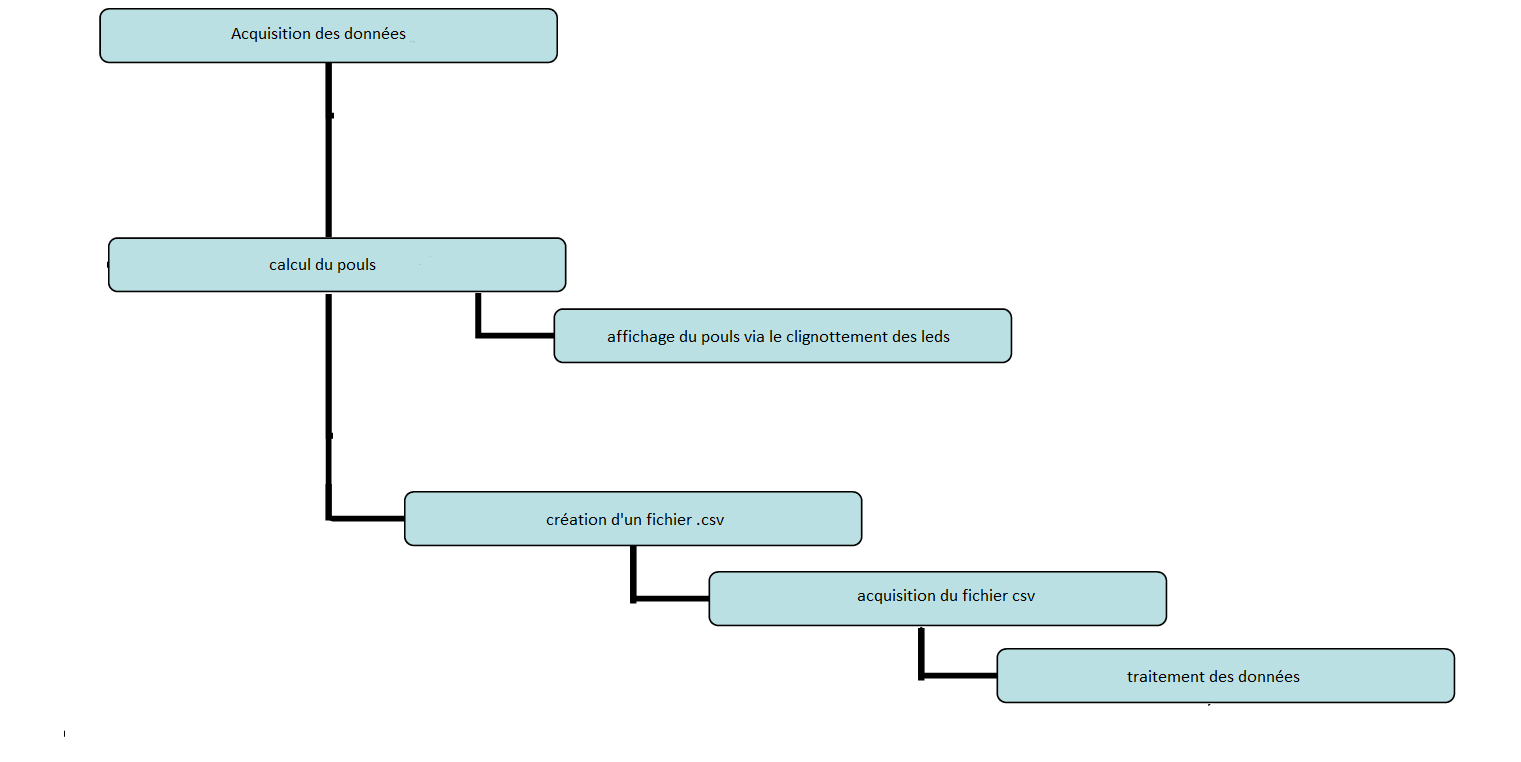 Acquisition des données
calcul du pouls
affichage du pouls via le clignottement des leds
création d'un fichier .csv
acquisition du fichier csv
traitement des données